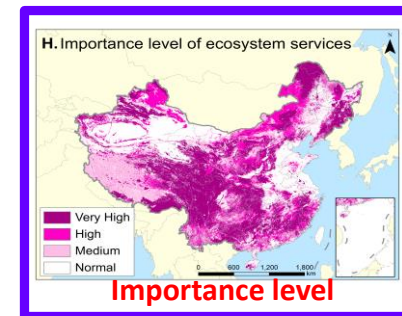 H. Importance level of ecosystem services
N
Very High
High
Medium
Normal
0 600 1,200 1,800
km
Importance level